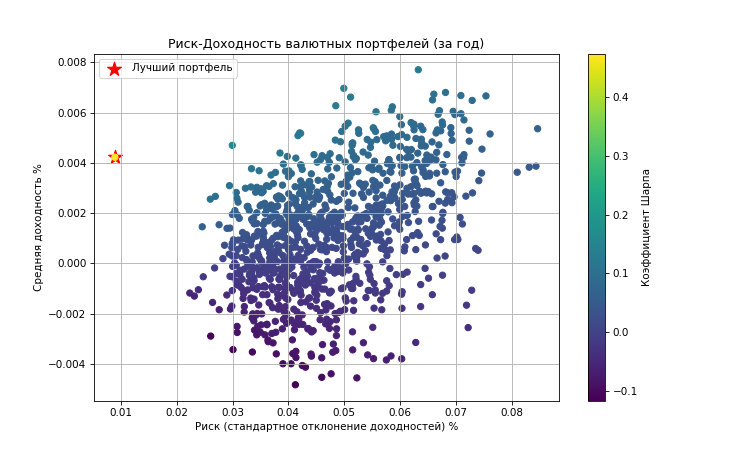 Риск-Доходность валютных портфелей (за год)
Лучший портфель
0.008
0.006
0.004
0.002
0.000
−0.002
−0.004
Средняя доходность %
0.01 0.02 0.03 0.04 0.05 0.06 0.07 0.08
Риск (стандартное отклонение доходностей) %
0.4
0.3
0.2
0.1
0.0
−0.1
Коэффициент Шарпа